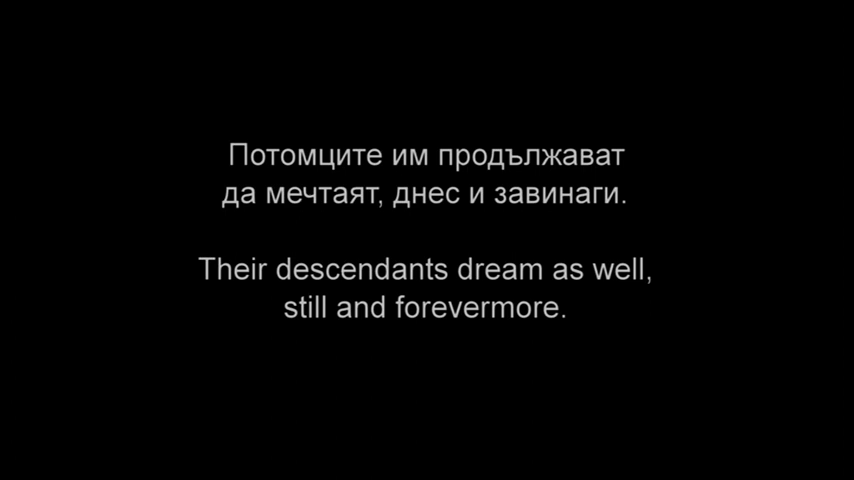 Потомците им продължават
да мечтаят, днес и завинаги.
Their descendants dream as well,
still and forevermore.